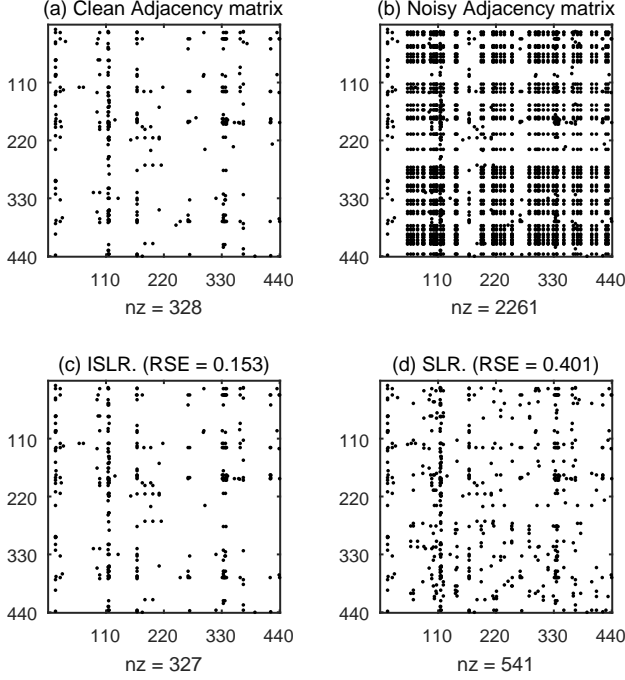 (a) Clean Adjacency matrix
110
220
330
440
110 220 330 440
nz = 328
(b) Noisy Adjacency matrix
110
220
330
440
110 220 330 440
nz = 2261
(c) ISLR. (RSE = 0.153)
110
220
330
440
110 220 330 440
nz = 327
(d) SLR. (RSE = 0.401)
110
220
330
440
110 220 330 440
nz = 541